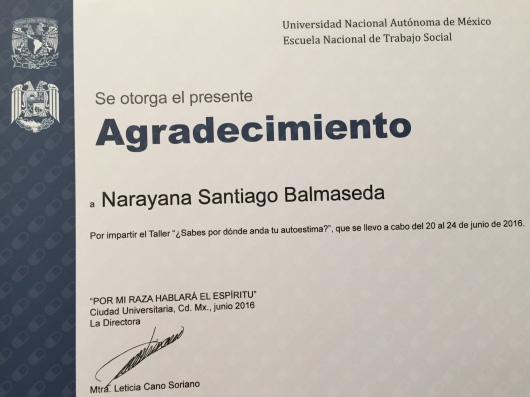 Universidad Nacional Autónoma de México
Escuela Nacional de Trabajo Social
Se otorga el presente
Agradecimiento
a Narayana Santiago Balmaseda
Por impartir el Taller "¿Sabes por dónde anda tu autoestima?", que se llevo a cabo del 20 al 24 de junio de 2016.
"POR MI RAZA HABLARÁ EL ESPÍRITU"
Ciudad Universitaria, Cd. Mx., junio 2016
La Directora
Mtra. Leticia Cano Soriano